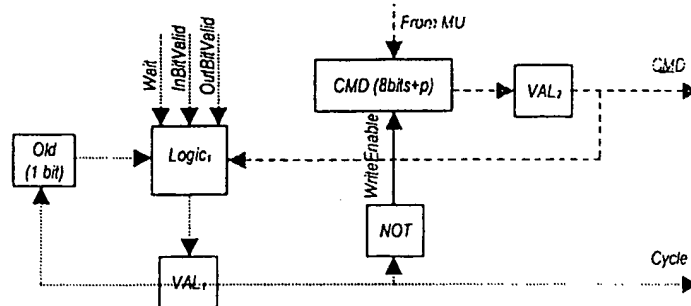 From MU
Wait
InBitValid
OutBitValid
CMD (8bits+p)
VAL₂
CMD
Old
(1 bit)
Logic₁
WriteEnable
NOT
Cycle
VAL₁